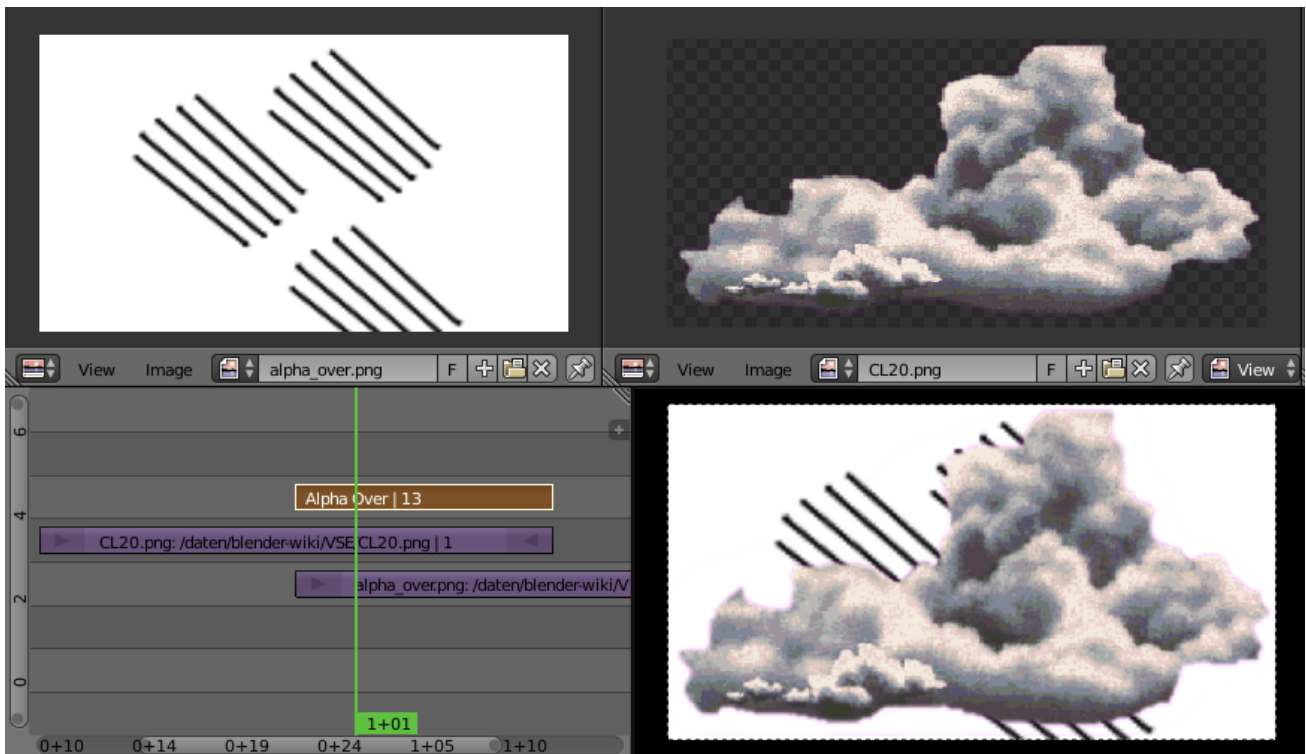 View Image alpha_over.png F
View Image CL20.png F View
6
4
2
0
Alpha Over | 13
CL20.png: /daten/blender-wiki/VSE/CL20.png | 1
alpha_over.png: /daten/blender-wiki/V
1+01
0+10 0+14 0+19 0+24 1+05 1+10